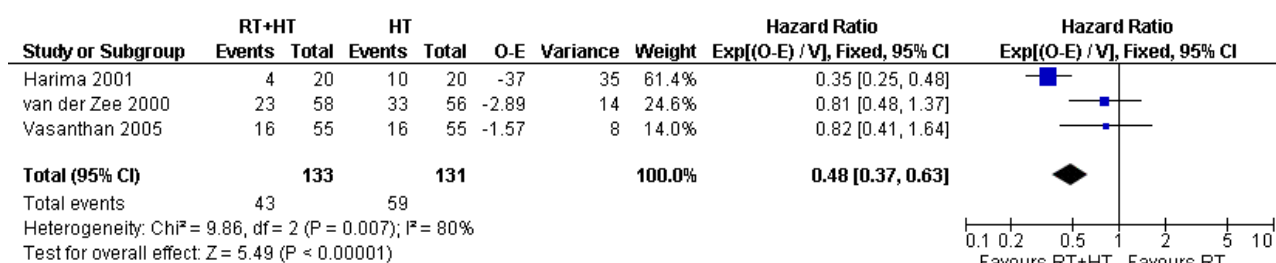 RT+HT HT Hazard Ratio Hazard Ratio
Study or Subgroup Events Total Events Total O-E Variance Weight Exp[(O-E) / V], Fixed, 95% CI Exp[(O-E) / V], Fixed, 95% CI
Harima 2001 4 20 10 20 -37 35 61.4% 0.35 [0.25, 0.48]
van der Zee 2000 23 58 33 56 -2.89 14 24.6% 0.81 [0.48, 1.37]
Vasanthan 2005 16 55 16 55 -1.57 8 14.0% 0.82 [0.41, 1.64]
Total (95% CI) 133 131 100.0% 0.48 [0.37, 0.63]
Total events 43 59
Heterogeneity: Chi² = 9.86, df = 2 (P = 0.007); I² = 80%
Test for overall effect: Z = 5.49 (P < 0.00001)
0.1 0.2 0.5 1 2 5 10
Favours RT+HT Favours RT